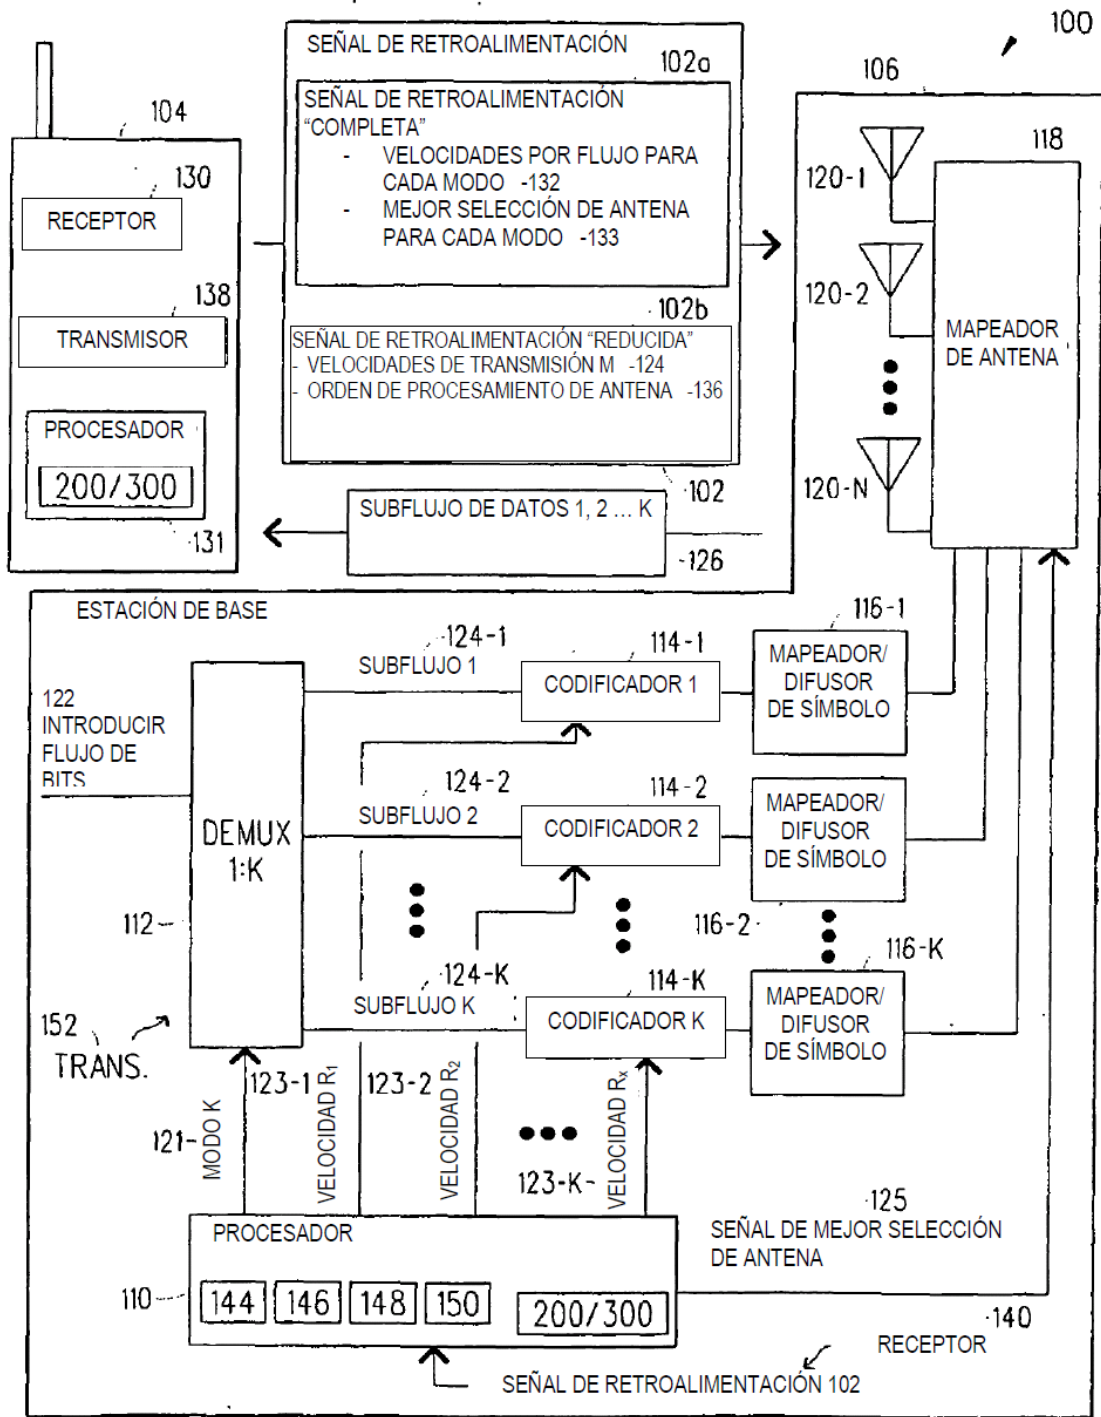 100
SEÑAL DE RETROALIMENTACIÓN
102a
SEÑAL DE RETROALIMENTACIÓN
“COMPLETA”
- VELOCIDADES POR FLUJO PARA
CADA MODO -132
- MEJOR SELECCIÓN DE ANTENA
PARA CADA MODO -133
102b
SEÑAL DE RETROALIMENTACIÓN “REDUCIDA”
- VELOCIDADES DE TRANSMISIÓN M -124
- ORDEN DE PROCESAMIENTO DE ANTENA -136
102
104
130
RECEPTOR
138
TRANSMISOR
PROCESADOR
200/300
131
SUBFLUJO DE DATOS 1, 2 ... K
126
106
118
120-1
120-2
120-N
MAPEADOR
DE ANTENA
ESTACIÓN DE BASE
122
INTRODUCIR
FLUJO DE
BITS
DEMUX
1:K
112
152
TRANS.
124-1
SUBFLUJO 1
114-1
CODIFICADOR 1
116-1
MAPEADOR/
DIFUSOR
DE SÍMBOLO
124-2
SUBFLUJO 2
114-2
CODIFICADOR 2
116-2
MAPEADOR/
DIFUSOR
DE SÍMBOLO
124-K
SUBFLUJO K
114-K
CODIFICADOR K
116-K
MAPEADOR/
DIFUSOR
DE SÍMBOLO
121
MODO K
123-1
VELOCIDAD R1
123-2
VELOCIDAD R2
123-K
VELOCIDAD Rx
PROCESADOR
110
144 146 148 150 200/300
125
SEÑAL DE MEJOR SELECCIÓN
DE ANTENA
140
RECEPTOR
SEÑAL DE RETROALIMENTACIÓN 102